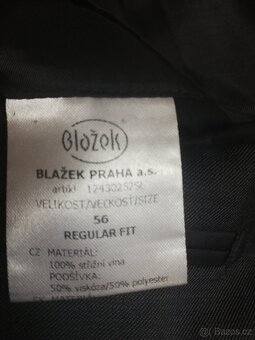 Blažek
BLAŽEK PRAHA a.s.
artikl
VELIKOST/VEĽKOSŤ/SIZE
56
REGULAR FIT
CZ MATERIÁL:
100% střižní vlna
PODŠÍVKA:
50% viskóza/50% polyester
Bazos.cz